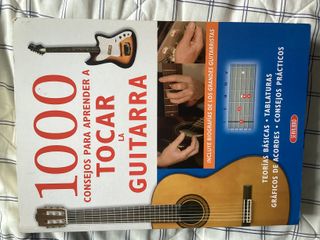 1000
CONSEJOS PARA APRENDER A
TOCAR
LA
GUITARRA
INCLUYE BIOGRAFÍAS DE LOS GRANDES GUITARRISTAS
TEORÍAS BÁSICAS • TABLATURAS
GRÁFICOS DE ACORDES • CONSEJOS PRÁCTICOS